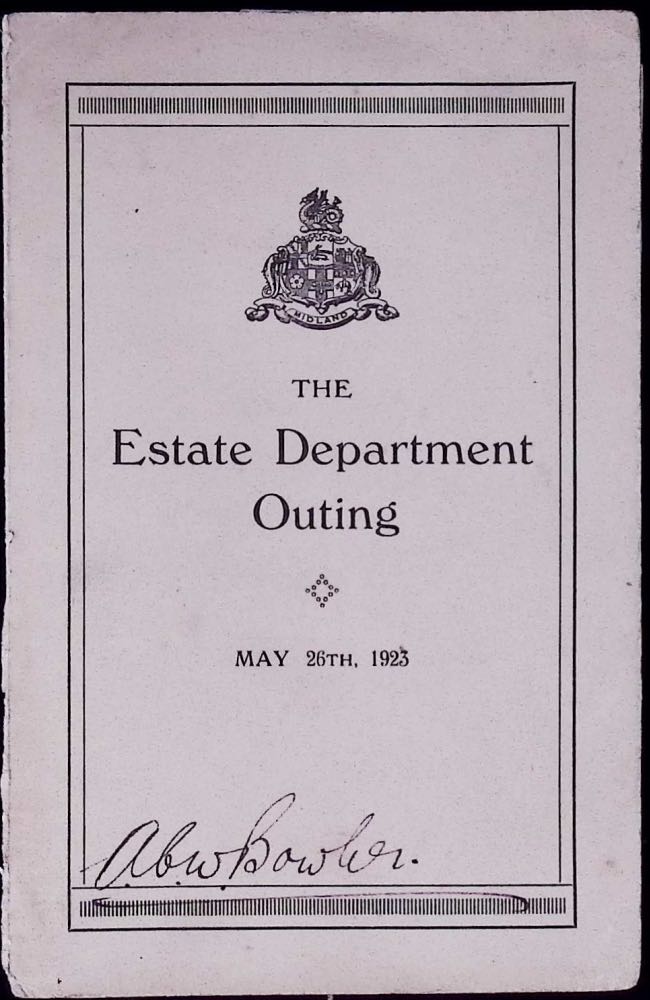 MIDLAND
THE
Estate Department
Outing
MAY 26TH, 1923
A.B.W. Bowler.